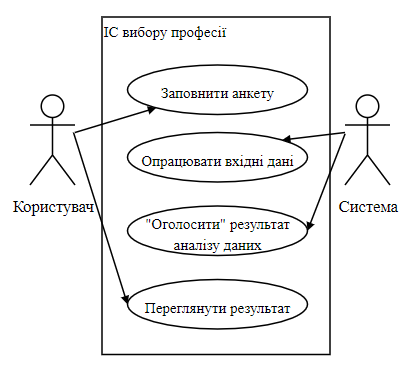 ІС вибору професії
Заповнити анкету
Опрацювати вхідні дані
Користувач
Система
"Оголосити" результат
аналізу даних
Переглянути результат